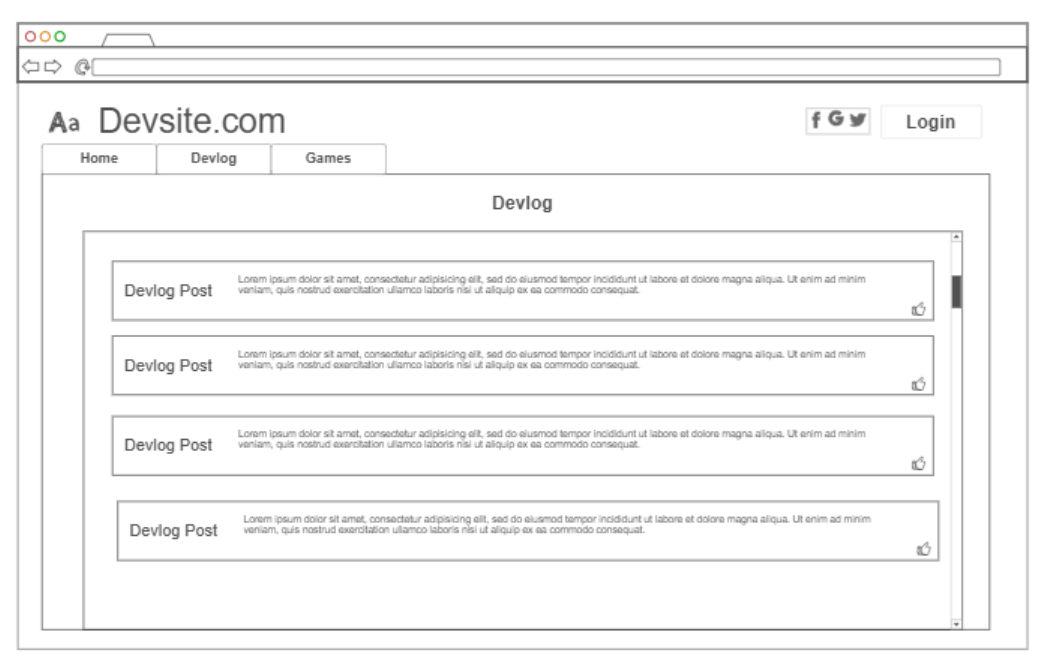 Aa Devsite.com
f G
Login
Home Devlog Games
Devlog
Devlog Post
Lorem ipsum dolor sit amet, consectetur adipisicing elit, sed do eiusmod tempor incididunt ut labore et dolore magna aliqua. Ut enim ad minim
veniam, quis nostrud exercitation ullamco laboris nisi ut aliquip ex ea commodo consequat.
Devlog Post
Lorem ipsum dolor sit amet, consectetur adipisicing elit, sed do eiusmod tempor incididunt ut labore et dolore magna aliqua. Ut enim ad minim
veniam, quis nostrud exercitation ullamco laboris nisi ut aliquip ex ea commodo consequat.
Devlog Post
Lorem ipsum dolor sit amet, consectetur adipisicing elit, sed do eiusmod tempor incididunt ut labore et dolore magna aliqua. Ut enim ad minim
veniam, quis nostrud exercitation ullamco laboris nisi ut aliquip ex ea commodo consequat.
Devlog Post
Lorem ipsum dolor sit amet, consectetur adipisicing elit, sed do eiusmod tempor incididunt ut labore et dolore magna aliqua. Ut enim ad minim
veniam, quis nostrud exercitation ullamco laboris nisi ut aliquip ex ea commodo consequat.